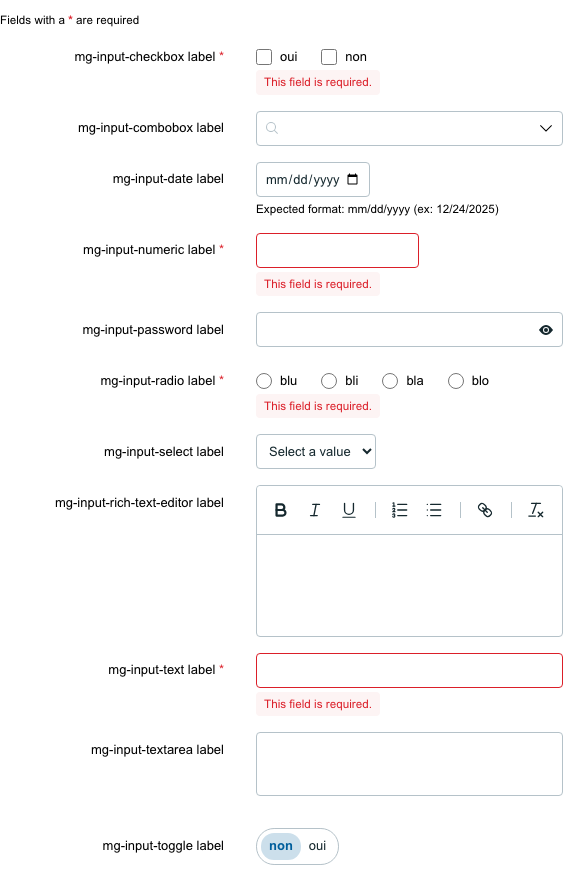 Fields with a * are required
mg-input-checkbox label * oui non
This field is required.
mg-input-combobox label
mg-input-date label mm/dd/yyyy
Expected format: mm/dd/yyyy (ex: 12/24/2025)
mg-input-numeric label *
This field is required.
mg-input-password label
mg-input-radio label * blu bli bla blo
This field is required.
mg-input-select label Select a value
mg-input-rich-text-editor label
B I U
mg-input-text label *
This field is required.
mg-input-textarea label
mg-input-toggle label non oui